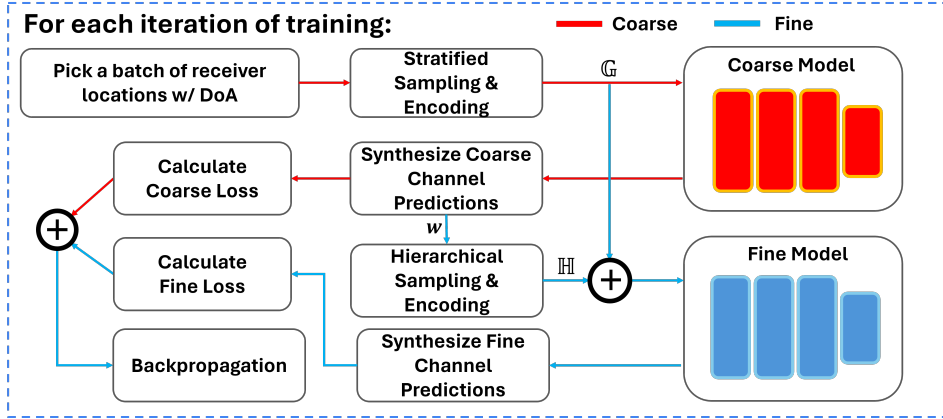 For each iteration of training:
Coarse
Fine
Pick a batch of receiver
locations w/ DoA
Stratified
Sampling &
Encoding
𝔾
Coarse Model
Calculate
Coarse Loss
Synthesize Coarse
Channel
Predictions
w
Calculate
Fine Loss
Hierarchical
Sampling &
Encoding
ℍ
Fine Model
Backpropagation
Synthesize Fine
Channel
Predictions